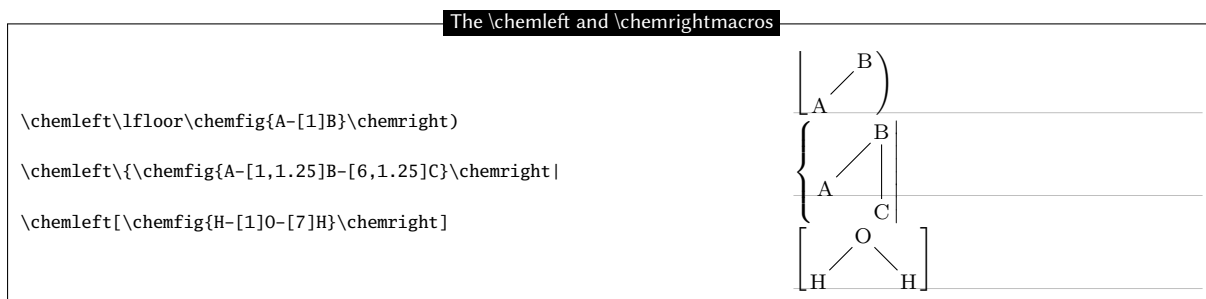 The \chemleft and \chemrightmacros
\chemleft\lfloor\chemfig{A-[1]B}\chemright)
\chemleft\{\chemfig{A-[1,1.25]B-[6,1.25]C}\chemright|
\chemleft[\chemfig{H-[1]O-[7]H}\chemright]
B
A
B
A
C
O
H H